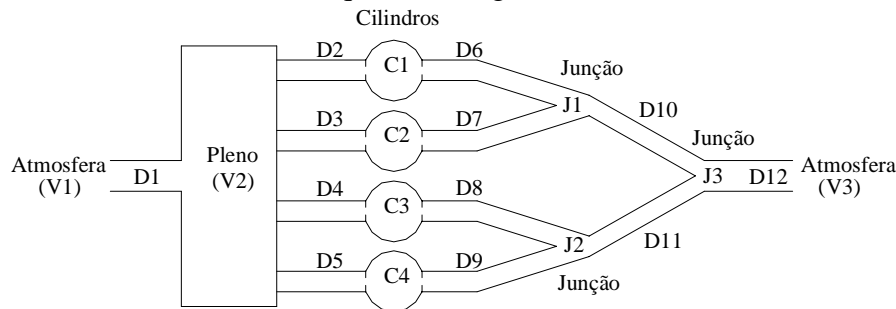 Cilindros
D2
C1
D6
Junção
J1
D10
D3
C2
D7
Junção
Atmosfera
(V1)
D1
Pleno
(V2)
J3
D12
Atmosfera
(V3)
D4
C3
D8
J2
D11
D5
C4
D9
Junção